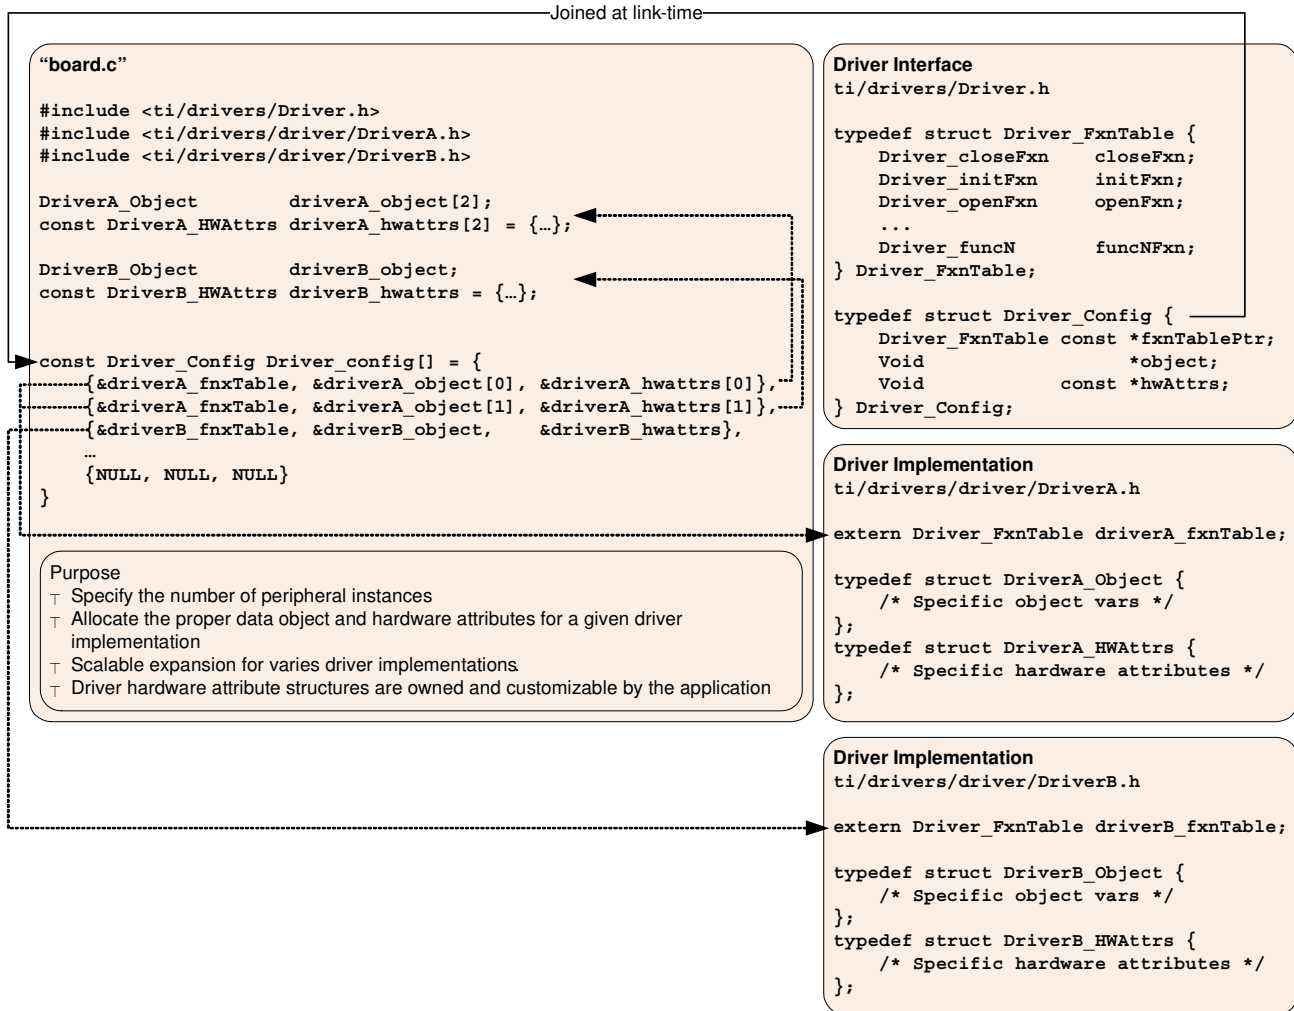 Joined at link-time
“board.c”
#include <ti/drivers/Driver.h>
#include <ti/drivers/driver/DriverA.h>
#include <ti/drivers/driver/DriverB.h>
DriverA_Object       driverA_object[2];
const DriverA_HWAttrs driverA_hwattrs[2] = {…};
DriverB_Object       driverB_object;
const DriverB_HWAttrs driverB_hwattrs = {…};
const Driver_Config Driver_config[] = {
    {&driverA_fnxTable, &driverA_object[0], &driverA_hwattrs[0]},
    {&driverA_fnxTable, &driverA_object[1], &driverA_hwattrs[1]},
    {&driverB_fnxTable, &driverB_object,    &driverB_hwattrs},
    …
    {NULL, NULL, NULL}
}
Purpose
┬ Specify the number of peripheral instances
┬ Allocate the proper data object and hardware attributes for a given driver
implementation
┬ Scalable expansion for varies driver implementations.
┬ Driver hardware attribute structures are owned and customizable by the application
Driver Interface
ti/drivers/Driver.h
typedef struct Driver_FxnTable {
    Driver_closeFxn    closeFxn;
    Driver_initFxn     initFxn;
    Driver_openFxn     openFxn;
    ...
    Driver_funcN       funcNFxn;
} Driver_FxnTable;
typedef struct Driver_Config {
    Driver_FxnTable const *fxnTablePtr;
    Void                  *object;
    Void            const *hwAttrs;
} Driver_Config;
Driver Implementation
ti/drivers/driver/DriverA.h
extern Driver_FxnTable driverA_fxnTable;
typedef struct DriverA_Object {
    /* Specific object vars */
};
typedef struct DriverA_HWAttrs {
    /* Specific hardware attributes */
};
Driver Implementation
ti/drivers/driver/DriverB.h
extern Driver_FxnTable driverB_fxnTable;
typedef struct DriverB_Object {
    /* Specific object vars */
};
typedef struct DriverB_HWAttrs {
    /* Specific hardware attributes */
};